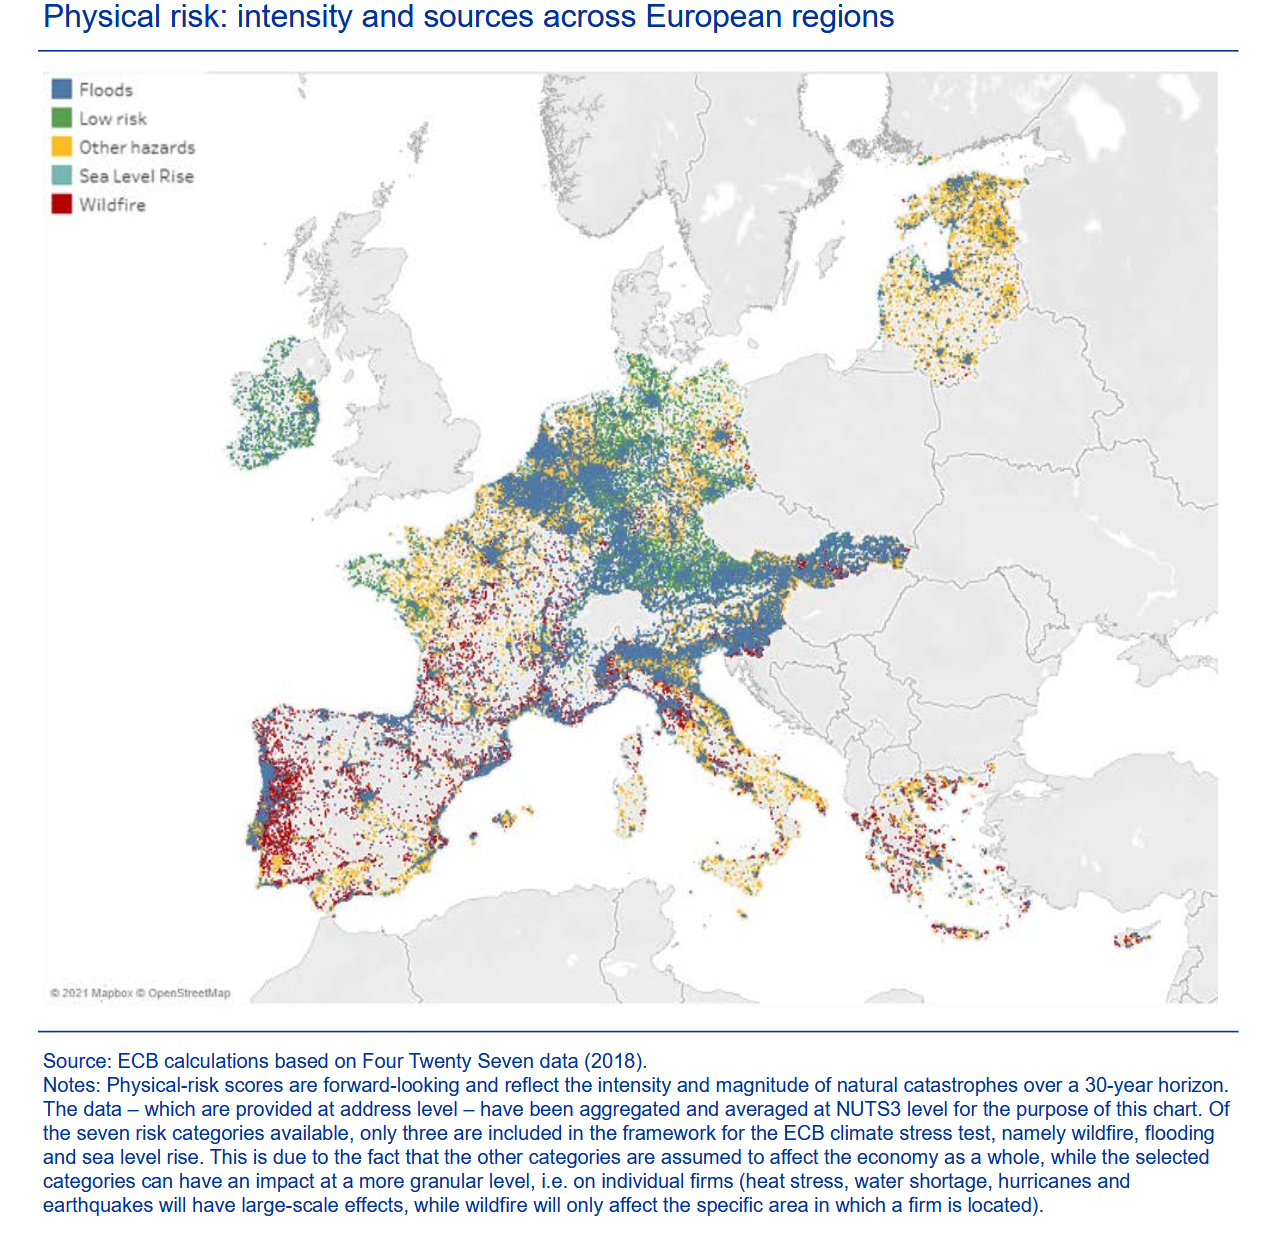 Physical risk: intensity and sources across European regions
Floods
Low risk
Other hazards
Sea Level Rise
Wildfire
© 2021 Mapbox © OpenStreetMap
Source: ECB calculations based on Four Twenty Seven data (2018).
Notes: Physical-risk scores are forward-looking and reflect the intensity and magnitude of natural catastrophes over a 30-year horizon.
The data – which are provided at address level – have been aggregated and averaged at NUTS3 level for the purpose of this chart. Of
the seven risk categories available, only three are included in the framework for the ECB climate stress test, namely wildfire, flooding
and sea level rise. This is due to the fact that the other categories are assumed to affect the economy as a whole, while the selected
categories can have an impact at a more granular level, i.e. on individual firms (heat stress, water shortage, hurricanes and
earthquakes will have large-scale effects, while wildfire will only affect the specific area in which a firm is located).